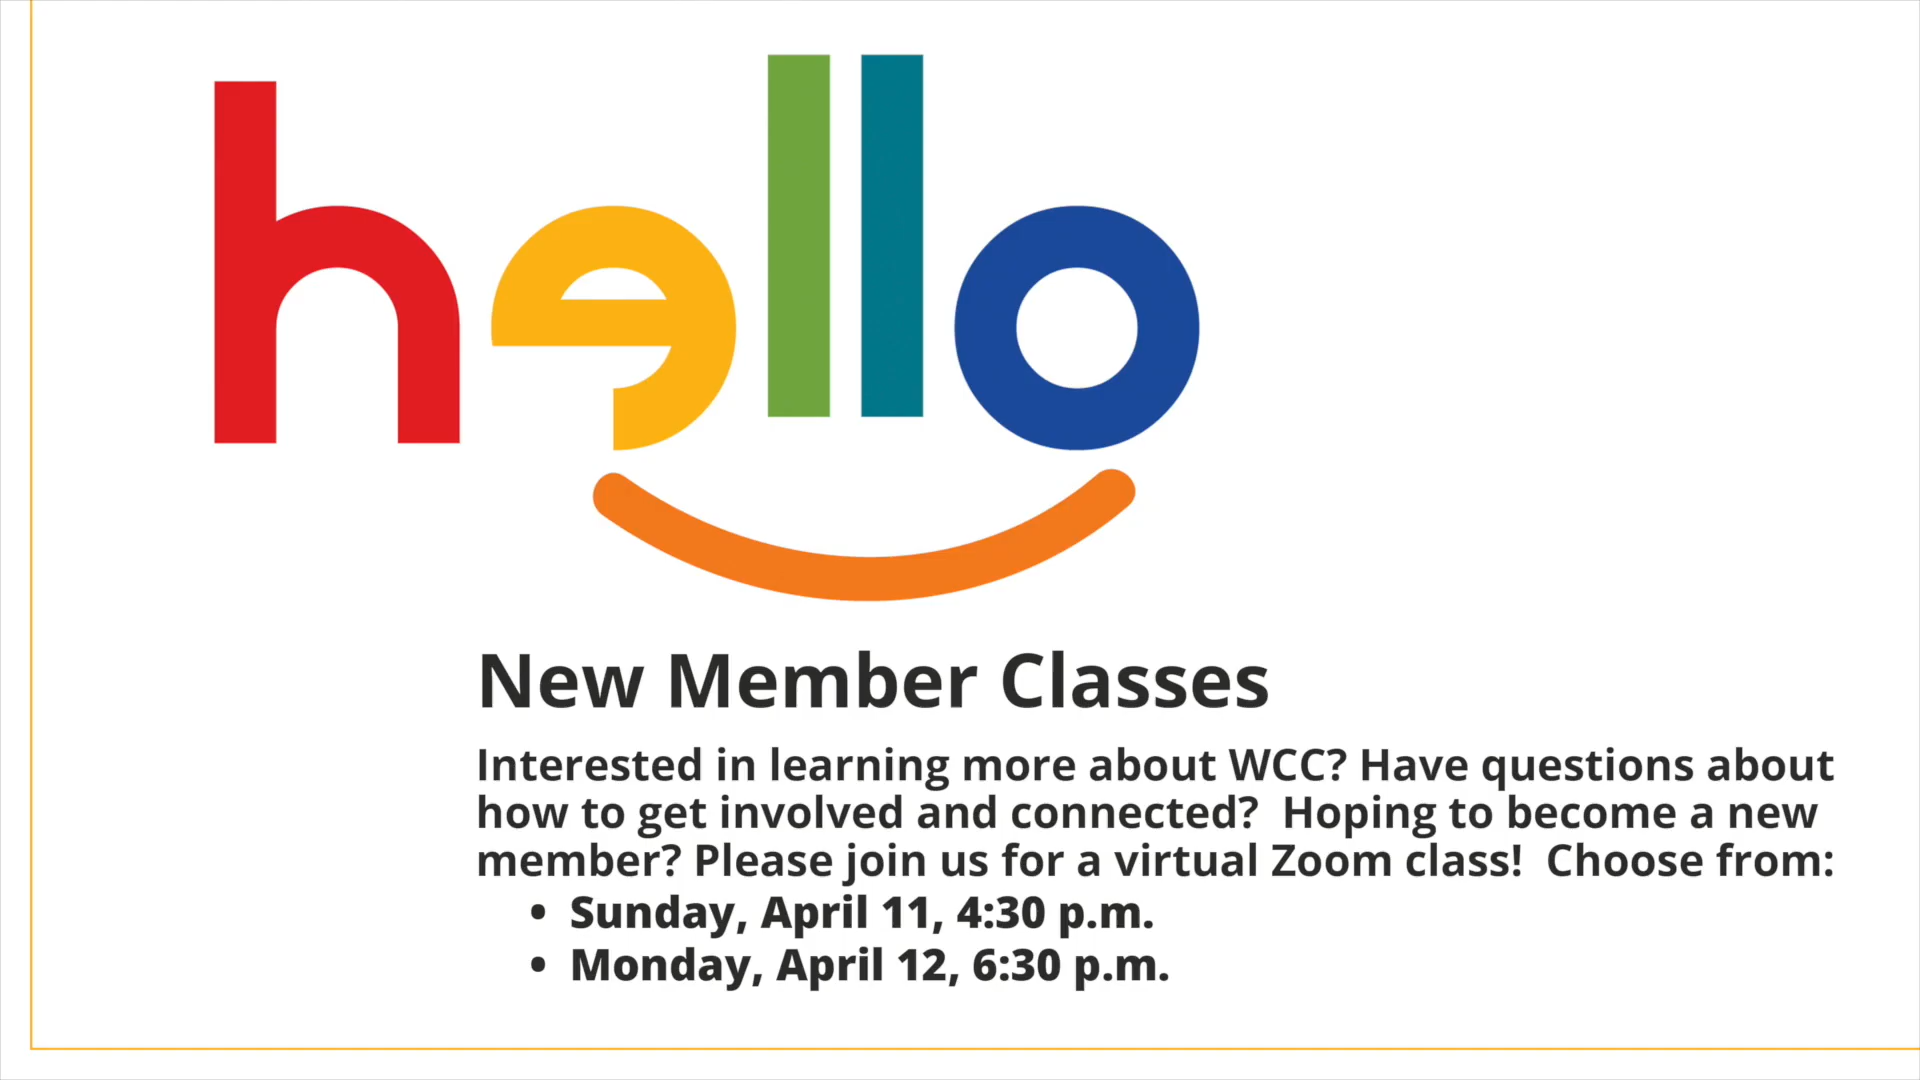 hello
New Member Classes
Interested in learning more about WCC? Have questions about
how to get involved and connected?  Hoping to become a new
member? Please join us for a virtual Zoom class!  Choose from:
• Sunday, April 11, 4:30 p.m.
• Monday, April 12, 6:30 p.m.